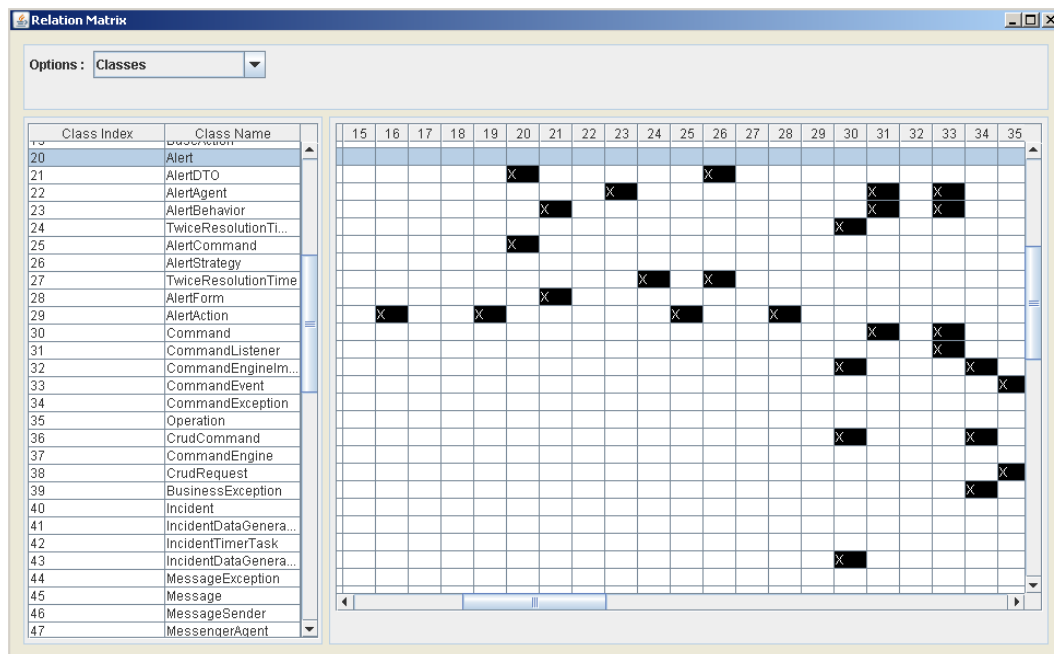 Relation Matrix
Options : Classes
Class Index Class Name 15 16 17 18 19 20 21 22 23 24 25 26 27 28 29 30 31 32 33 34 35
20 Alert
21 AlertDTO X X
22 AlertAgent X X X
23 AlertBehavior X X X
24 TwiceResolutionTi... X
25 AlertCommand X
26 AlertStrategy
27 TwiceResolutionTime X X
28 AlertForm X
29 AlertAction X X X X
30 Command X X
31 CommandListener X
32 CommandEngineIm... X X
33 CommandEvent X
34 CommandException
35 Operation
36 CrudCommand X X
37 CommandEngine
38 CrudRequest X
39 BusinessException X
40 Incident
41 IncidentDataGenera...
42 IncidentTimerTask
43 IncidentDataGenera... X
44 MessageException
45 Message
46 MessageSender
47 MessengerAgent